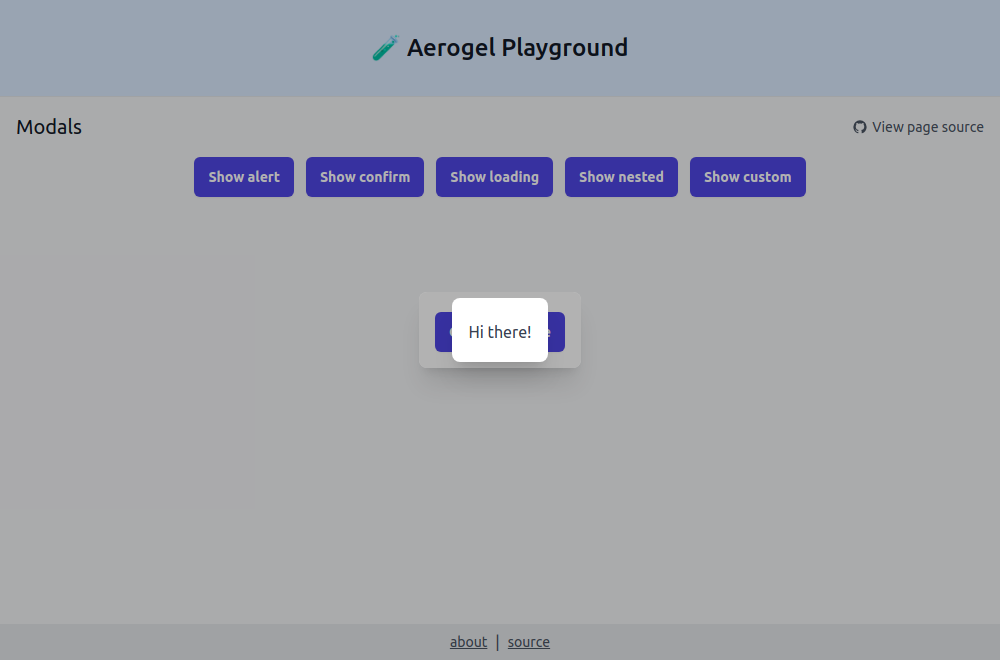 Aerogel Playground
Modals
View page source
Show alert
Show confirm
Show loading
Show nested
Show custom
Hi there!
about | source